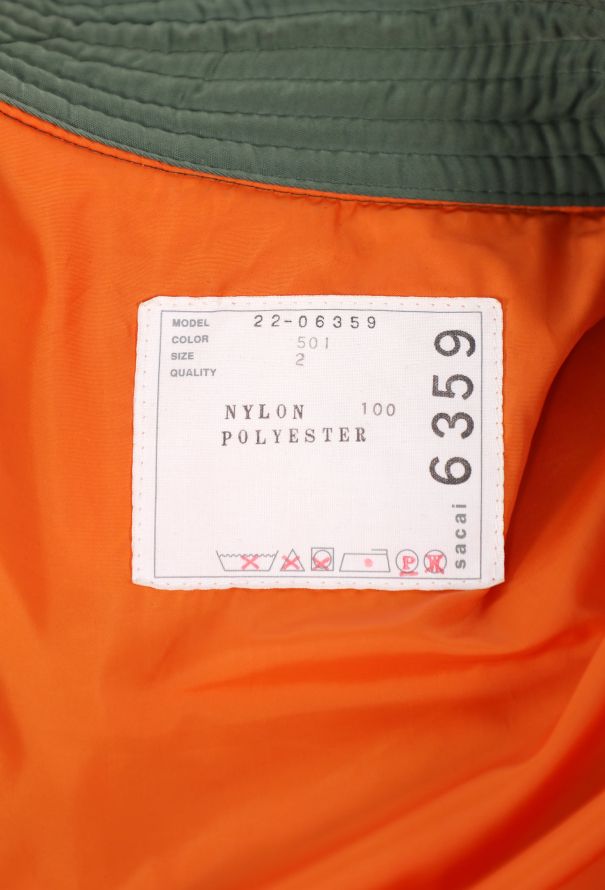 MODEL 22-06359
COLOR 501
SIZE 2
QUALITY
NYLON 100
POLYESTER
P W
sacai 6359